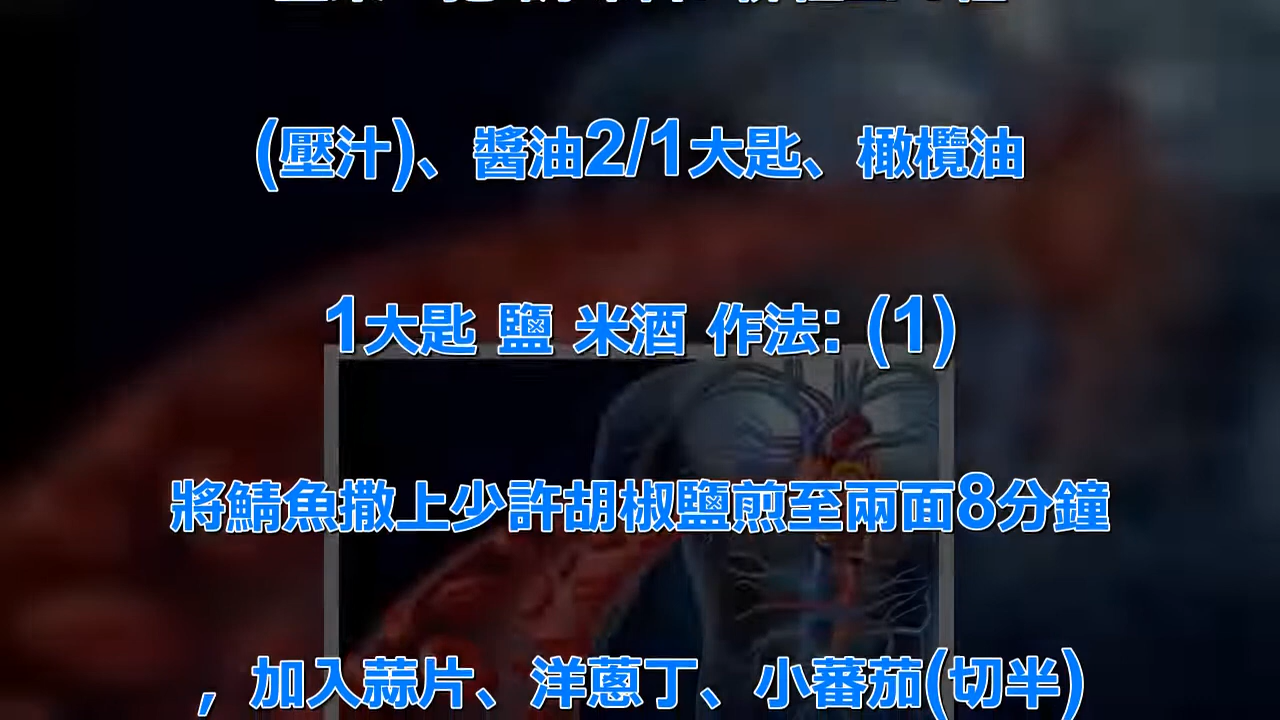 (壓汁)、醬油2/1大匙、橄欖油
1大匙 鹽 米酒 作法: (1)
將鯖魚撒上少許胡椒鹽煎至兩面8分鐘
，加入蒜片、洋蔥丁、小蕃茄(切半)